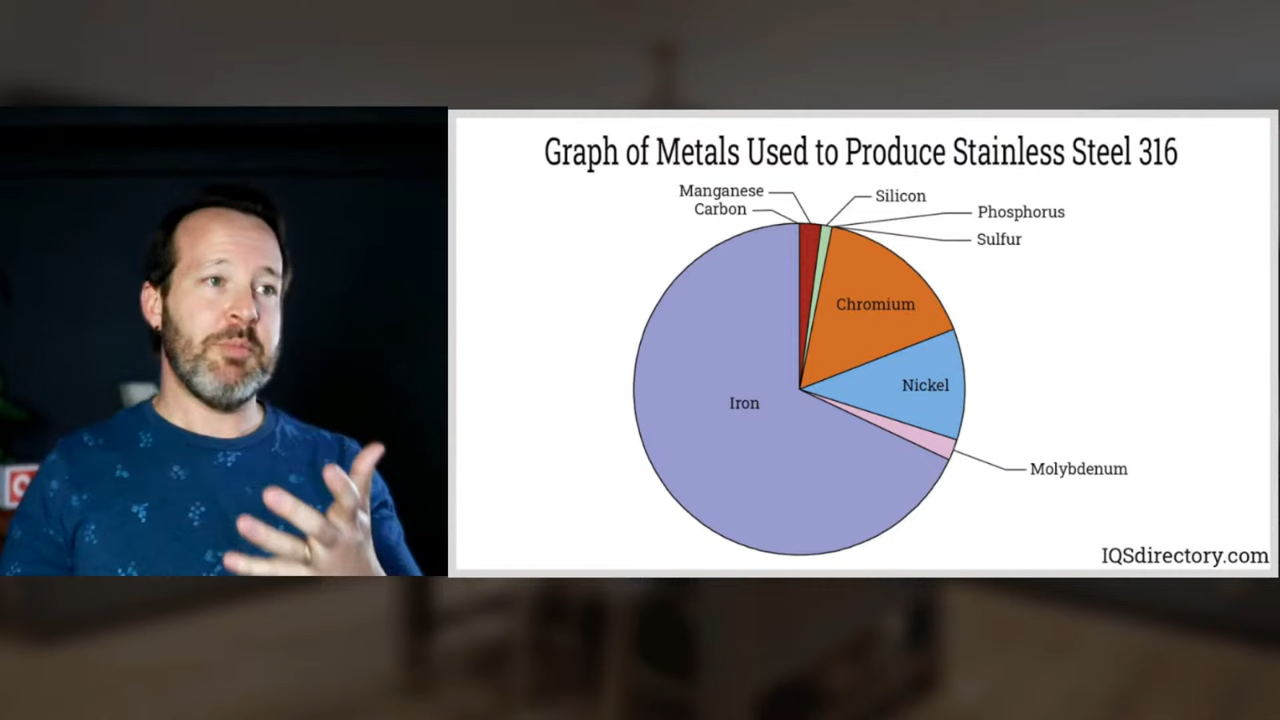 Graph of Metals Used to Produce Stainless Steel 316
Manganese
Carbon
Silicon
Phosphorus
Sulfur
Chromium
Nickel
Iron
Molybdenum
IQSdirectory.com